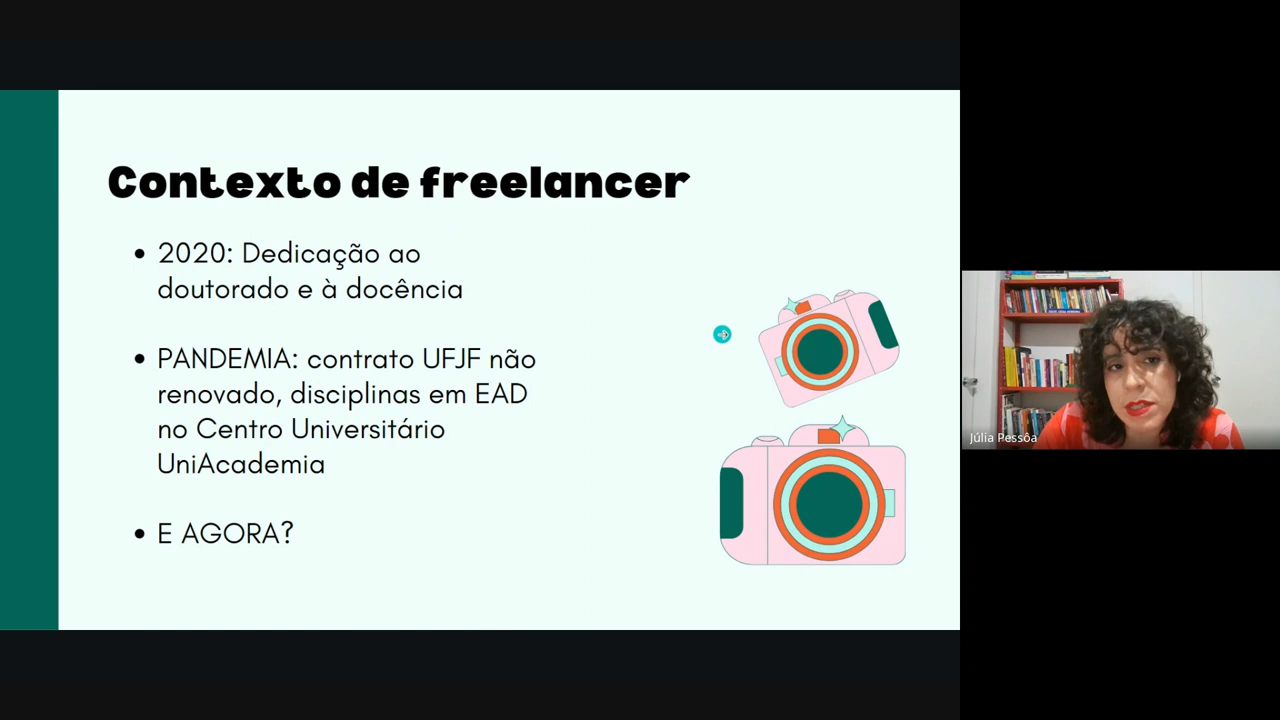 Contexto de freelancer
2020: Dedicação ao
doutorado e à docência
PANDEMIA: contrato UFJF não
renovado, disciplinas em EAD
no Centro Universitário
UniAcademia
E AGORA?
Júlia Pessôa